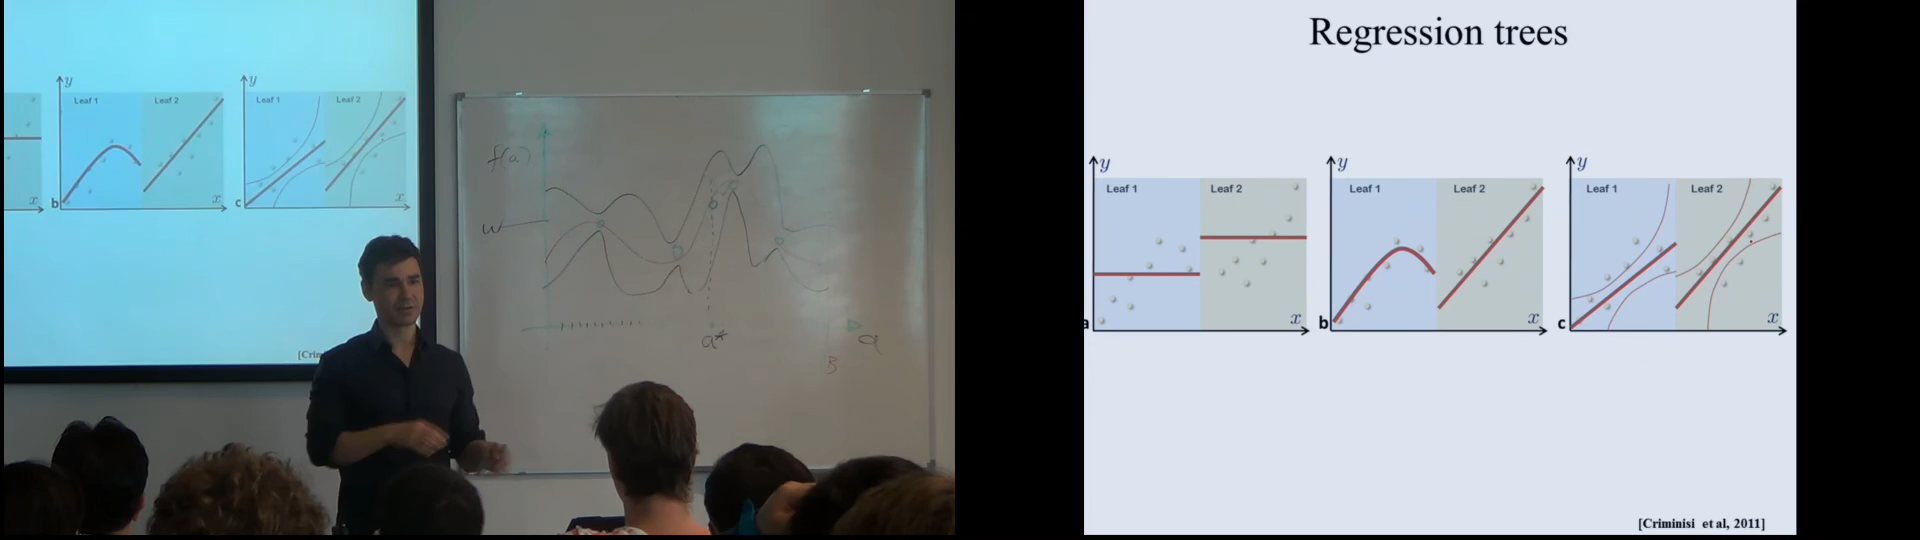 y
Leaf 1
Leaf 2
x
b
y
Leaf 1
Leaf 2
x
c
x
[Crim
f(a)
a*
a
B
Regression trees
y
Leaf 1
Leaf 2
x
a
y
Leaf 1
Leaf 2
x
b
y
Leaf 1
Leaf 2
x
c
[Criminisi et al, 2011]